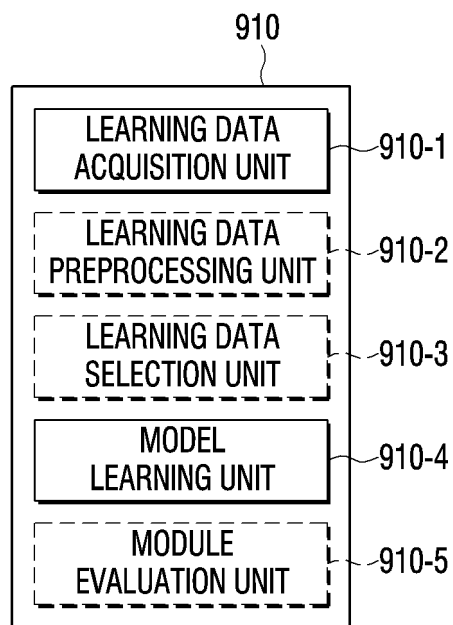 910
LEARNING DATA
ACQUISITION UNIT
910-1
LEARNING DATA
PREPROCESSING UNIT
910-2
LEARNING DATA
SELECTION UNIT
910-3
MODEL
LEARNING UNIT
910-4
MODULE
EVALUATION UNIT
910-5